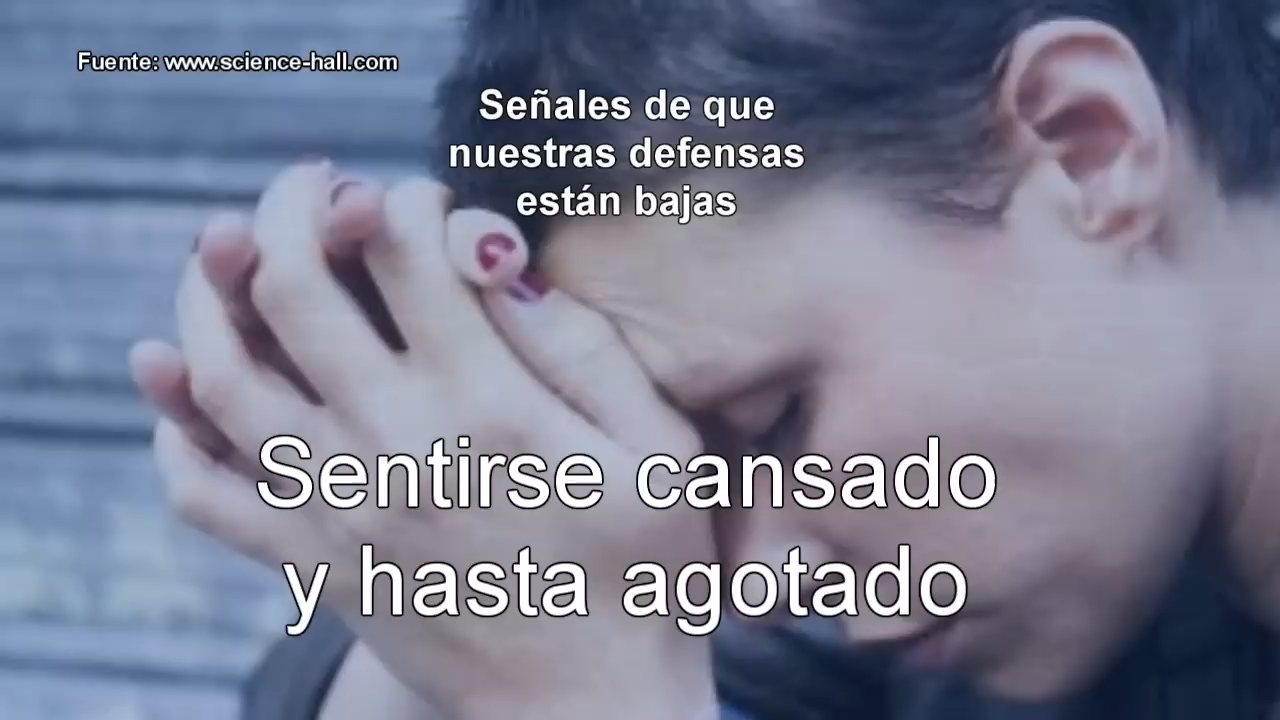 Fuente: www.science-hall.com
Señales de que
nuestras defensas
están bajas
Sentirse cansado
y hasta agotado